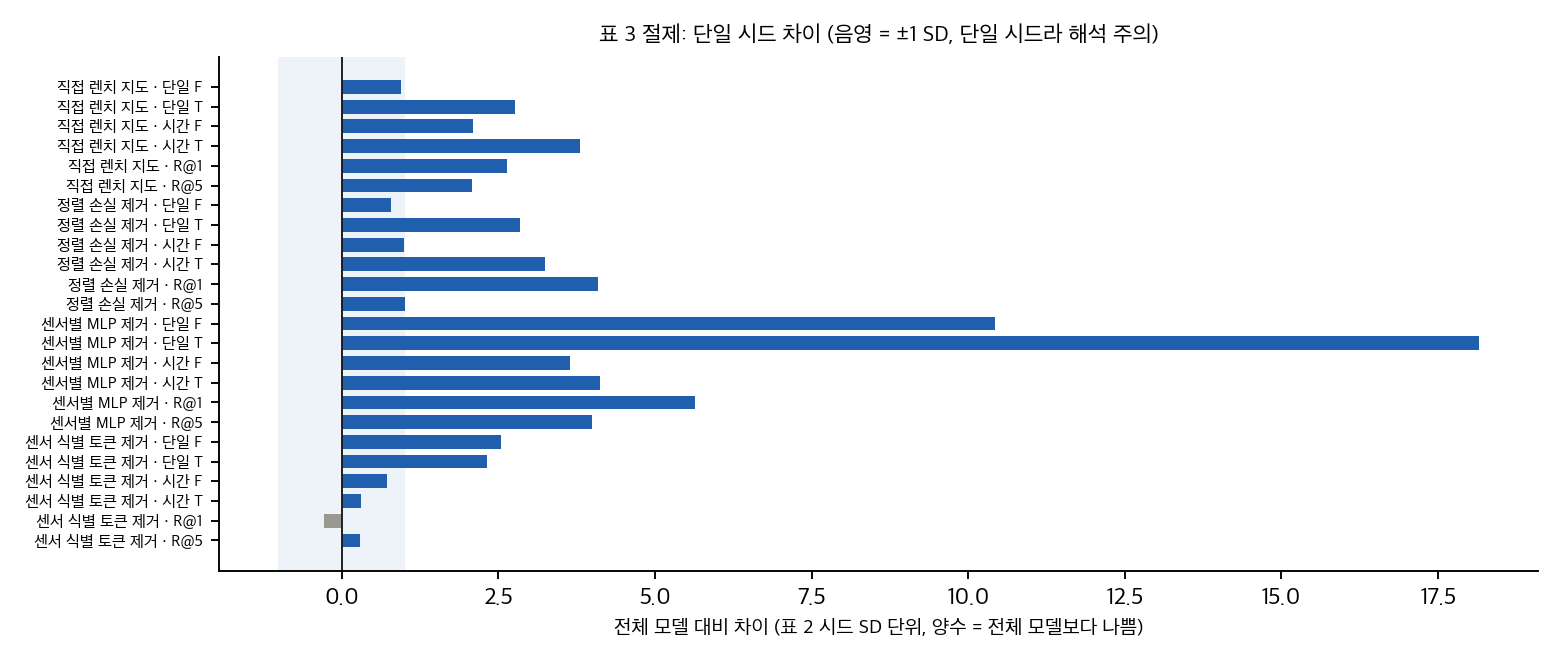 표 3 절제: 단일 시드 차이 (음영 = ±1 SD, 단일 시드라 해석 주의)
직접 렌치 지도 · 단일 F
직접 렌치 지도 · 단일 T
직접 렌치 지도 · 시간 F
직접 렌치 지도 · 시간 T
직접 렌치 지도 · R@1
직접 렌치 지도 · R@5
정렬 손실 제거 · 단일 F
정렬 손실 제거 · 단일 T
정렬 손실 제거 · 시간 F
정렬 손실 제거 · 시간 T
정렬 손실 제거 · R@1
정렬 손실 제거 · R@5
센서별 MLP 제거 · 단일 F
센서별 MLP 제거 · 단일 T
센서별 MLP 제거 · 시간 F
센서별 MLP 제거 · 시간 T
센서별 MLP 제거 · R@1
센서별 MLP 제거 · R@5
센서 식별 토큰 제거 · 단일 F
센서 식별 토큰 제거 · 단일 T
센서 식별 토큰 제거 · 시간 F
센서 식별 토큰 제거 · 시간 T
센서 식별 토큰 제거 · R@1
센서 식별 토큰 제거 · R@5
0.0 2.5 5.0 7.5 10.0 12.5 15.0 17.5
전체 모델 대비 차이 (표 2 시드 SD 단위, 양수 = 전체 모델보다 나쁨)